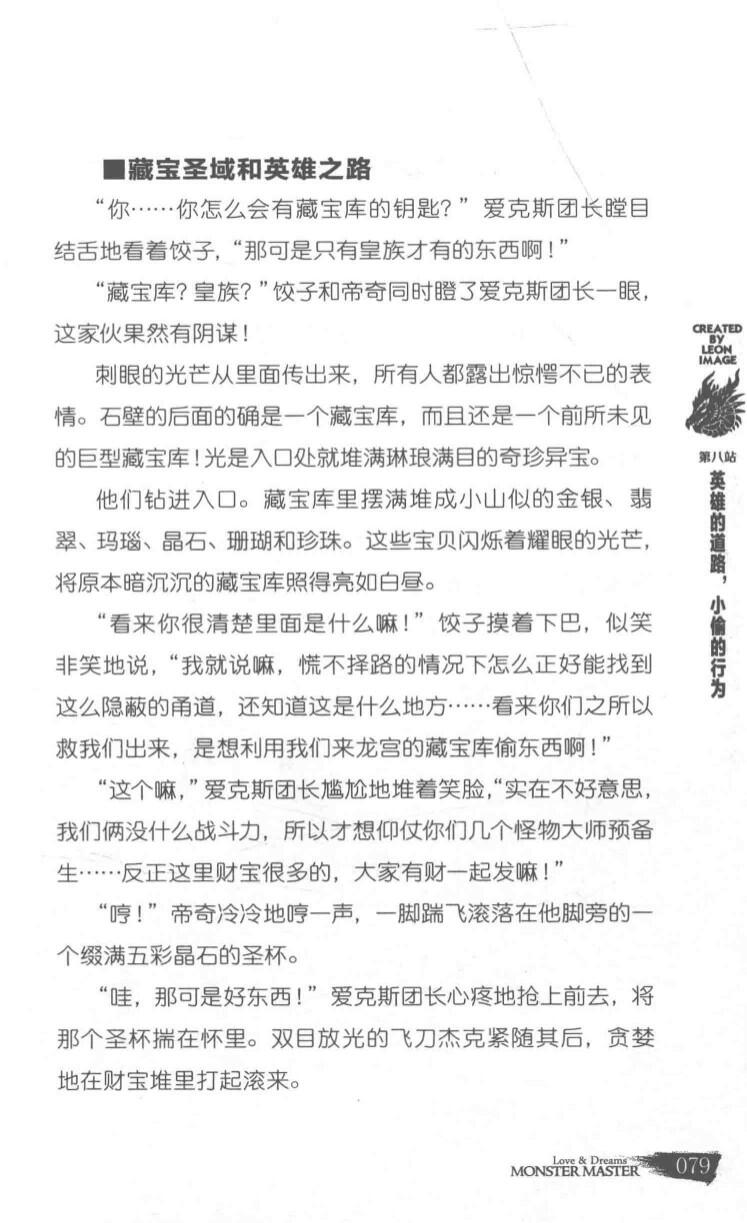 ■藏宝圣域和英雄之路
“你……你怎么会有藏宝库的钥匙？”爱克斯团长瞠目
结舌地看着饺子，“那可是只有皇族才有的东西啊！”
“藏宝库？皇族？”饺子和帝奇同时瞪了爱克斯团长一眼，
这家伙果然有阴谋！
刺眼的光芒从里面传出来，所有人都露出惊愕不已的表
情。石壁的后面的确是一个藏宝库，而且还是一个前所未见
的巨型藏宝库！光是入口处就堆满琳琅满目的奇珍异宝。
他们钻进入口。藏宝库里摆满堆成小山似的金银、翡
翠、玛瑙、晶石、珊瑚和珍珠。这些宝贝闪烁着耀眼的光芒，
将原本暗沉沉的藏宝库照得亮如白昼。
“看来你很清楚里面是什么嘛！”饺子摸着下巴，似笑
非笑地说，“我就说嘛，慌不择路的情况下怎么正好能找到
这么隐蔽的甬道，还知道这是什么地方……看来你们之所以
救我们出来，是想利用我们来龙宫的藏宝库偷东西啊！”
“这个嘛，”爱克斯团长尴尬地堆着笑脸，“实在不好意思，
我们俩没什么战斗力，所以才想仰仗你们几个怪物大师预备
生……反正这里财宝很多的，大家有财一起发嘛！”
“哼！”帝奇冷冷地哼一声，一脚踹飞滚落在他脚旁的一
个缀满五彩晶石的圣杯。
“哇，那可是好东西！”爱克斯团长心疼地抢上前去，将
那个圣杯揣在怀里。双目放光的飞刀杰克紧随其后，贪婪
地在财宝堆里打起滚来。
CREATED
BY
LEON
IMAGE
第八站
英雄的道路，小偷的行为
Love & Dreams
MONSTER MASTER
079